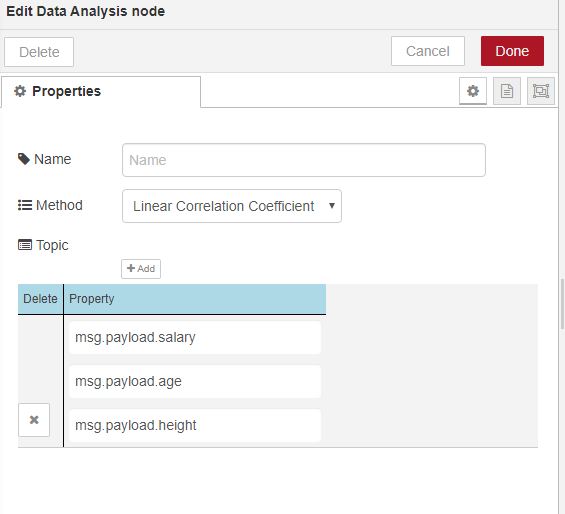 Edit Data Analysis node
Delete
Cancel
Done
Properties
Name
Name
Method
Linear Correlation Coefficient
Topic
+ Add
Delete
Property
msg.payload.salary
msg.payload.age
msg.payload.height